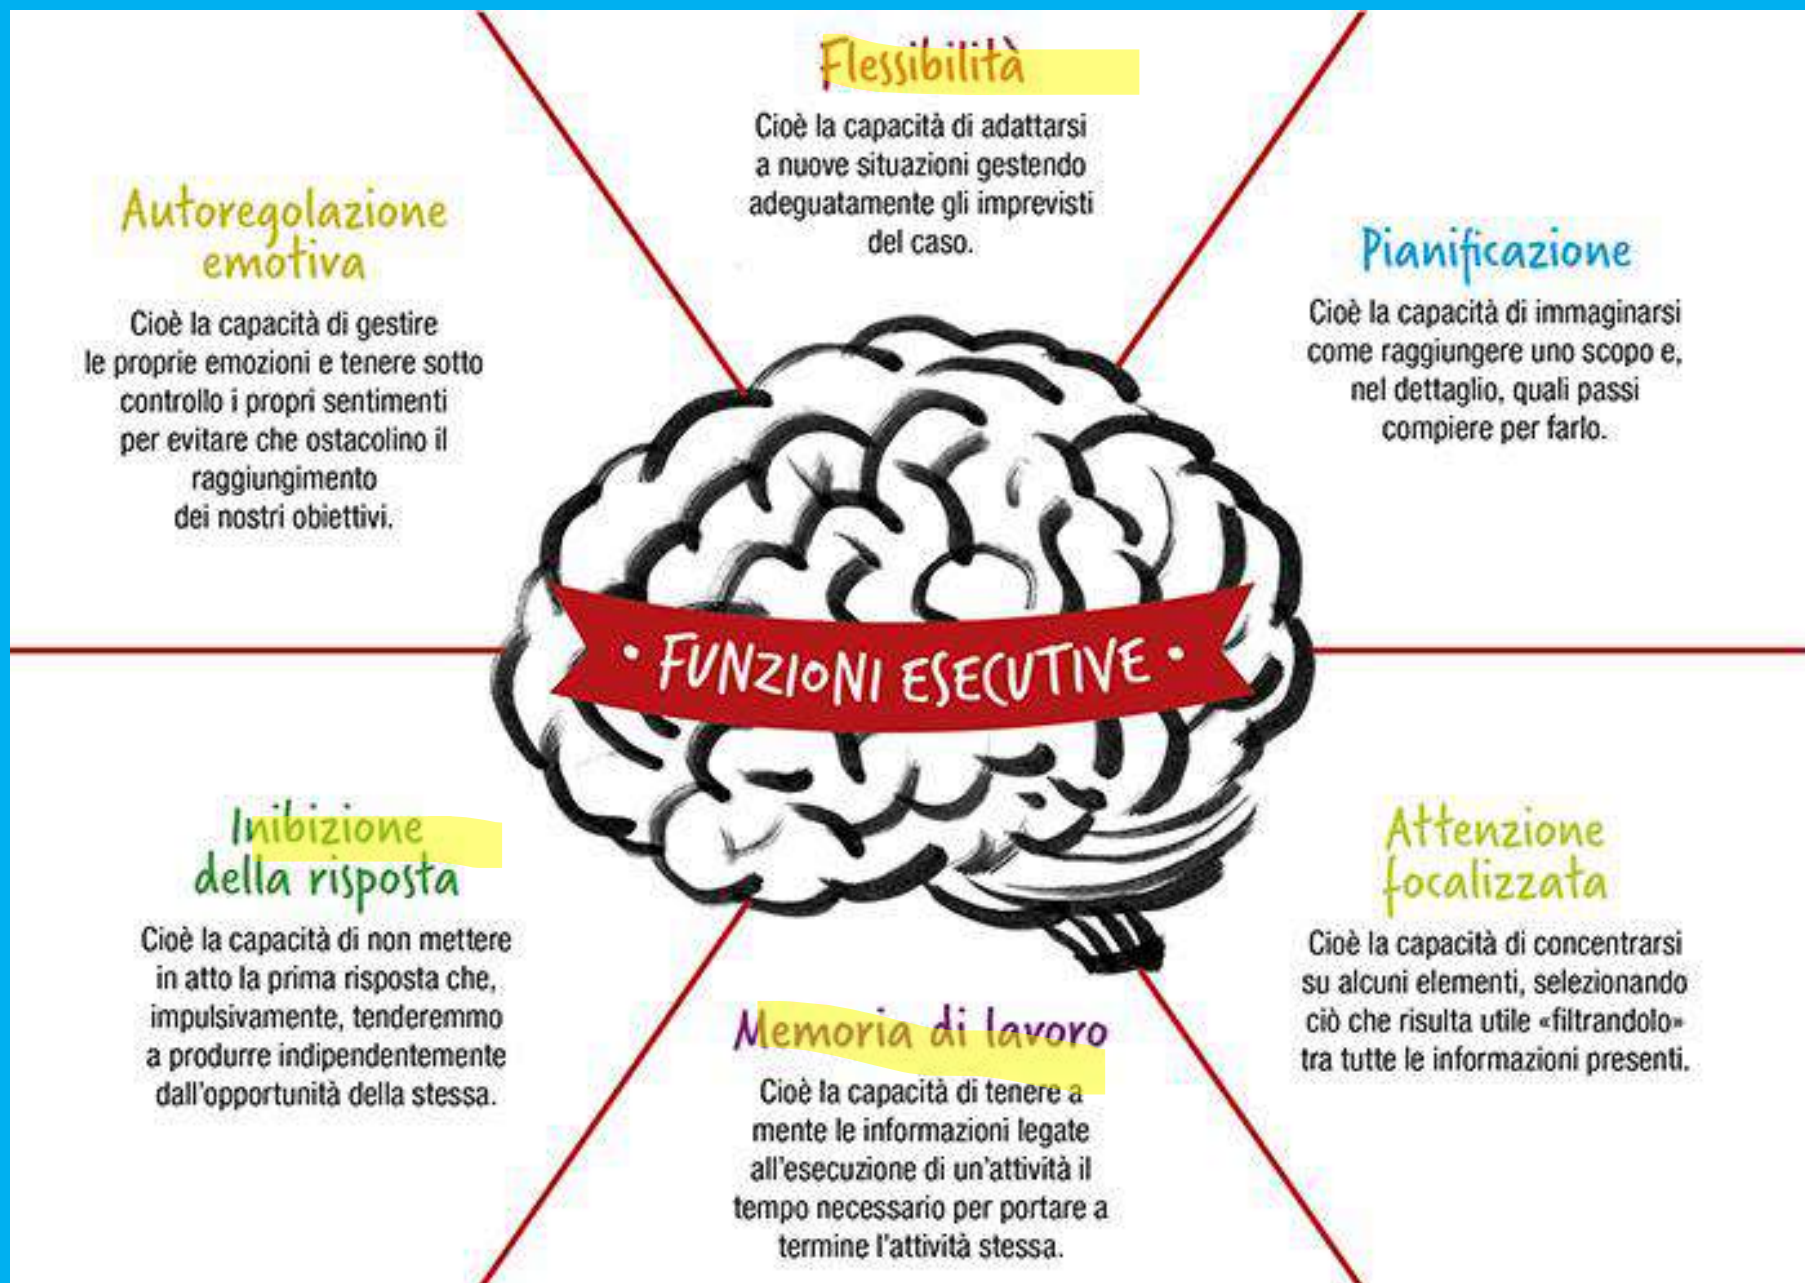 Flessibilità
Cioè la capacità di adattarsi
a nuove situazioni gestendo
adeguatamente gli imprevisti
del caso.
Autoregolazione
emotiva
Cioè la capacità di gestire
le proprie emozioni e tenere sotto
controllo i propri sentimenti
per evitare che ostacolino il
raggiungimento
dei nostri obiettivi.
Pianificazione
Cioè la capacità di immaginarsi
come raggiungere uno scopo e,
nel dettaglio, quali passi
compiere per farlo.
• FUNZIONI ESECUTIVE •
Inibizione
della risposta
Cioè la capacità di non mettere
in atto la prima risposta che,
impulsivamente, tenderemmo
a produrre indipendentemente
dall'opportunità della stessa.
Memoria di lavoro
Cioè la capacità di tenere a
mente le informazioni legate
all'esecuzione di un'attività il
tempo necessario per portare a
termine l'attività stessa.
Attenzione
focalizzata
Cioè la capacità di concentrarsi
su alcuni elementi, selezionando
ciò che risulta utile «filtrandolo»
tra tutte le informazioni presenti.